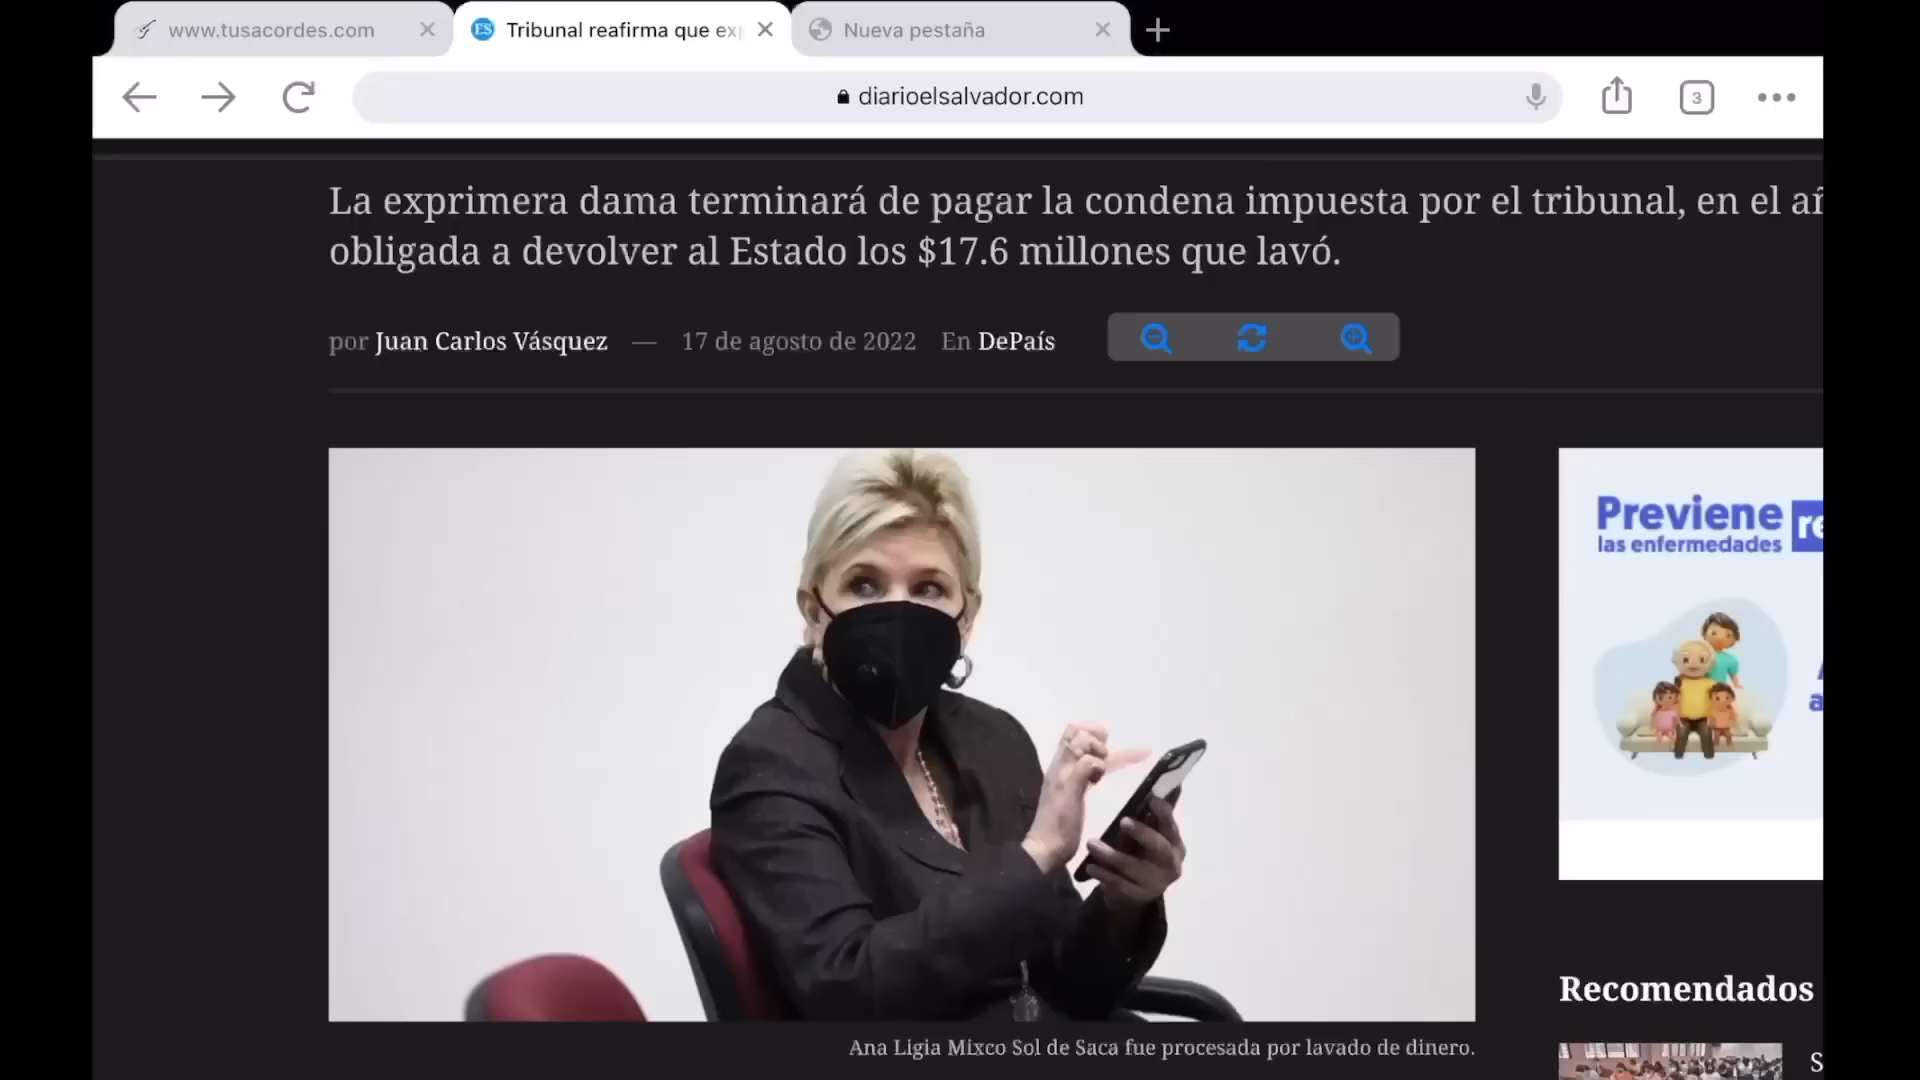 www.tusacordes.com
ES Tribunal reafirma que ex
Nueva pestaña
diarioelsalvador.com
3
La exprimera dama terminará de pagar la condena impuesta por el tribunal, en el añ
obligada a devolver al Estado los $17.6 millones que lavó.
por Juan Carlos Vásquez — 17 de agosto de 2022 En DePaís
Previene re
las enfermedades
a
Ana Ligia Mixco Sol de Saca fue procesada por lavado de dinero.
Recomendados
S